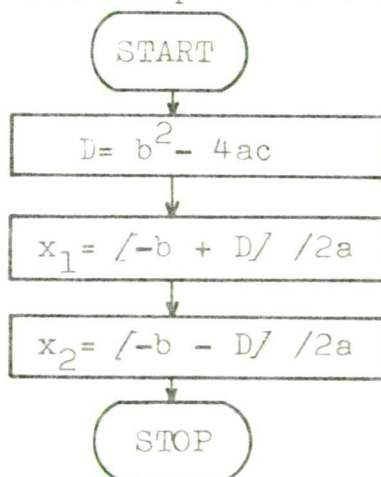 START
D= b²- 4ac
x₁= /-b + D/ /2a
x₂= /-b - D/ /2a
STOP